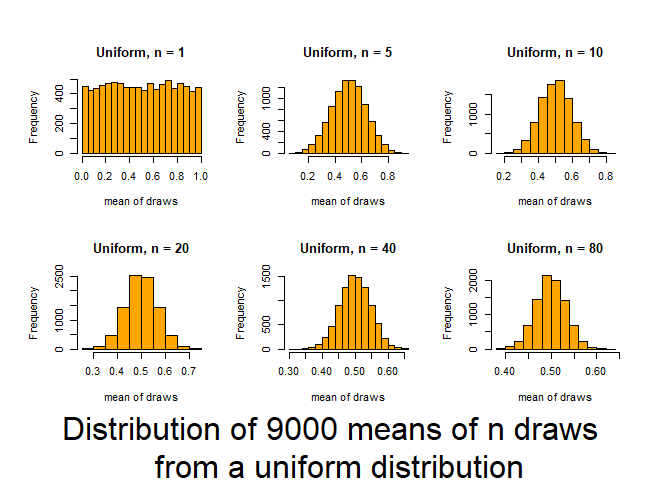 Uniform, n = 1
Frequency
0 200 400
0.0 0.2 0.4 0.6 0.8 1.0
mean of draws
Uniform, n = 5
Frequency
0 400 1000
0.2 0.4 0.6 0.8
mean of draws
Uniform, n = 10
Frequency
0 1000
0.2 0.4 0.6 0.8
mean of draws
Uniform, n = 20
Frequency
0 1000 2500
0.3 0.4 0.5 0.6 0.7
mean of draws
Uniform, n = 40
Frequency
0 500 1500
0.30 0.40 0.50 0.60
mean of draws
Uniform, n = 80
Frequency
0 1000 2000
0.40 0.50 0.60
mean of draws
Distribution of 9000 means of n draws
from a uniform distribution